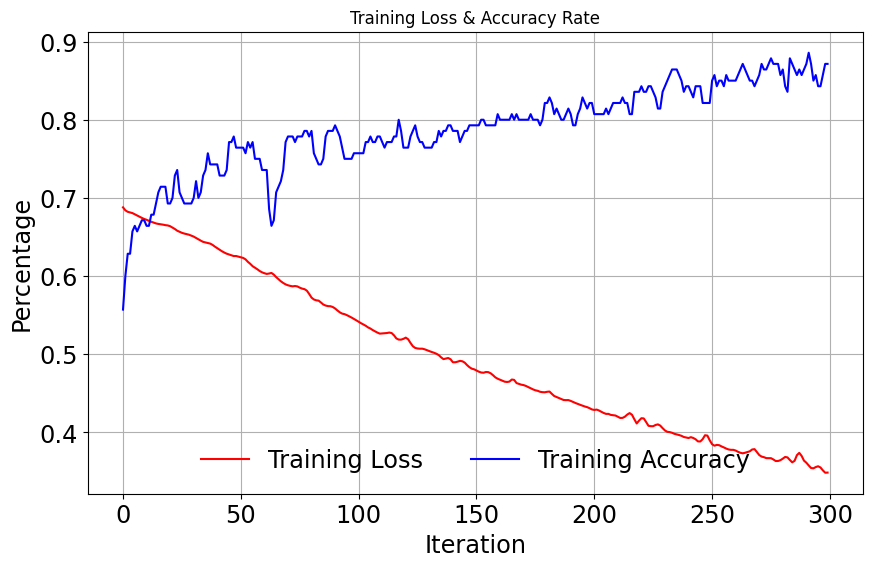 Training Loss & Accuracy Rate
0.9
0.8
0.7
0.6
0.5
0.4
Percentage
Training Loss
Training Accuracy
0
50
100
150
200
250
300
Iteration